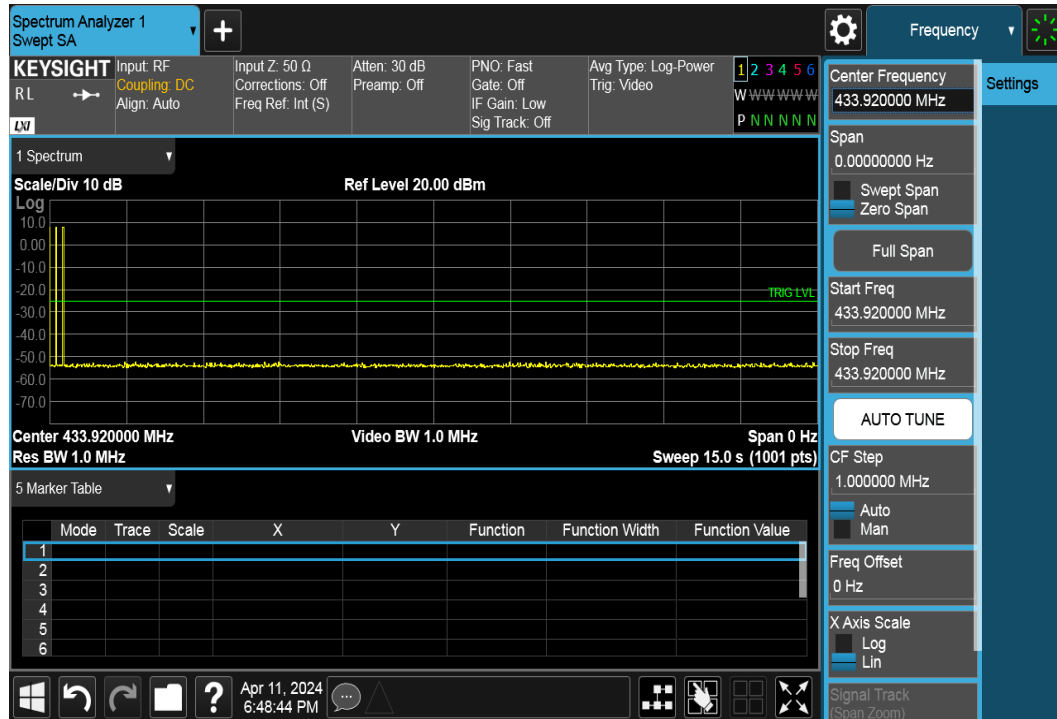 Spectrum Analyzer 1
Swept SA
+
Frequency
KEYSIGHT
RL
LXI
Input: RF
Coupling: DC
Align: Auto
Input Z: 50 Ω
Corrections: Off
Freq Ref: Int (S)
Atten: 30 dB
Preamp: Off
PNO: Fast
Gate: Off
IF Gain: Low
Sig Track: Off
Avg Type: Log-Power
Trig: Video
1 2 3 4 5 6
W W W W W W
P N N N N N
1 Spectrum
Scale/Div 10 dB
Ref Level 20.00 dBm
Log
10.0
0.00
-10.0
-20.0
TRIG LVL
-30.0
-40.0
-50.0
-60.0
-70.0
Center 433.920000 MHz
Video BW 1.0 MHz
Span 0 Hz
Res BW 1.0 MHz
Sweep 15.0 s (1001 pts)
5 Marker Table
Mode Trace Scale X Y Function Function Width Function Value
1
2
3
4
5
6
?
Apr 11, 2024
6:48:44 PM
Center Frequency
433.920000 MHz
Settings
Span
0.00000000 Hz
Swept Span
Zero Span
Full Span
Start Freq
433.920000 MHz
Stop Freq
433.920000 MHz
AUTO TUNE
CF Step
1.000000 MHz
Auto
Man
Freq Offset
0 Hz
X Axis Scale
Log
Lin
Signal Track
(Span Zoom)